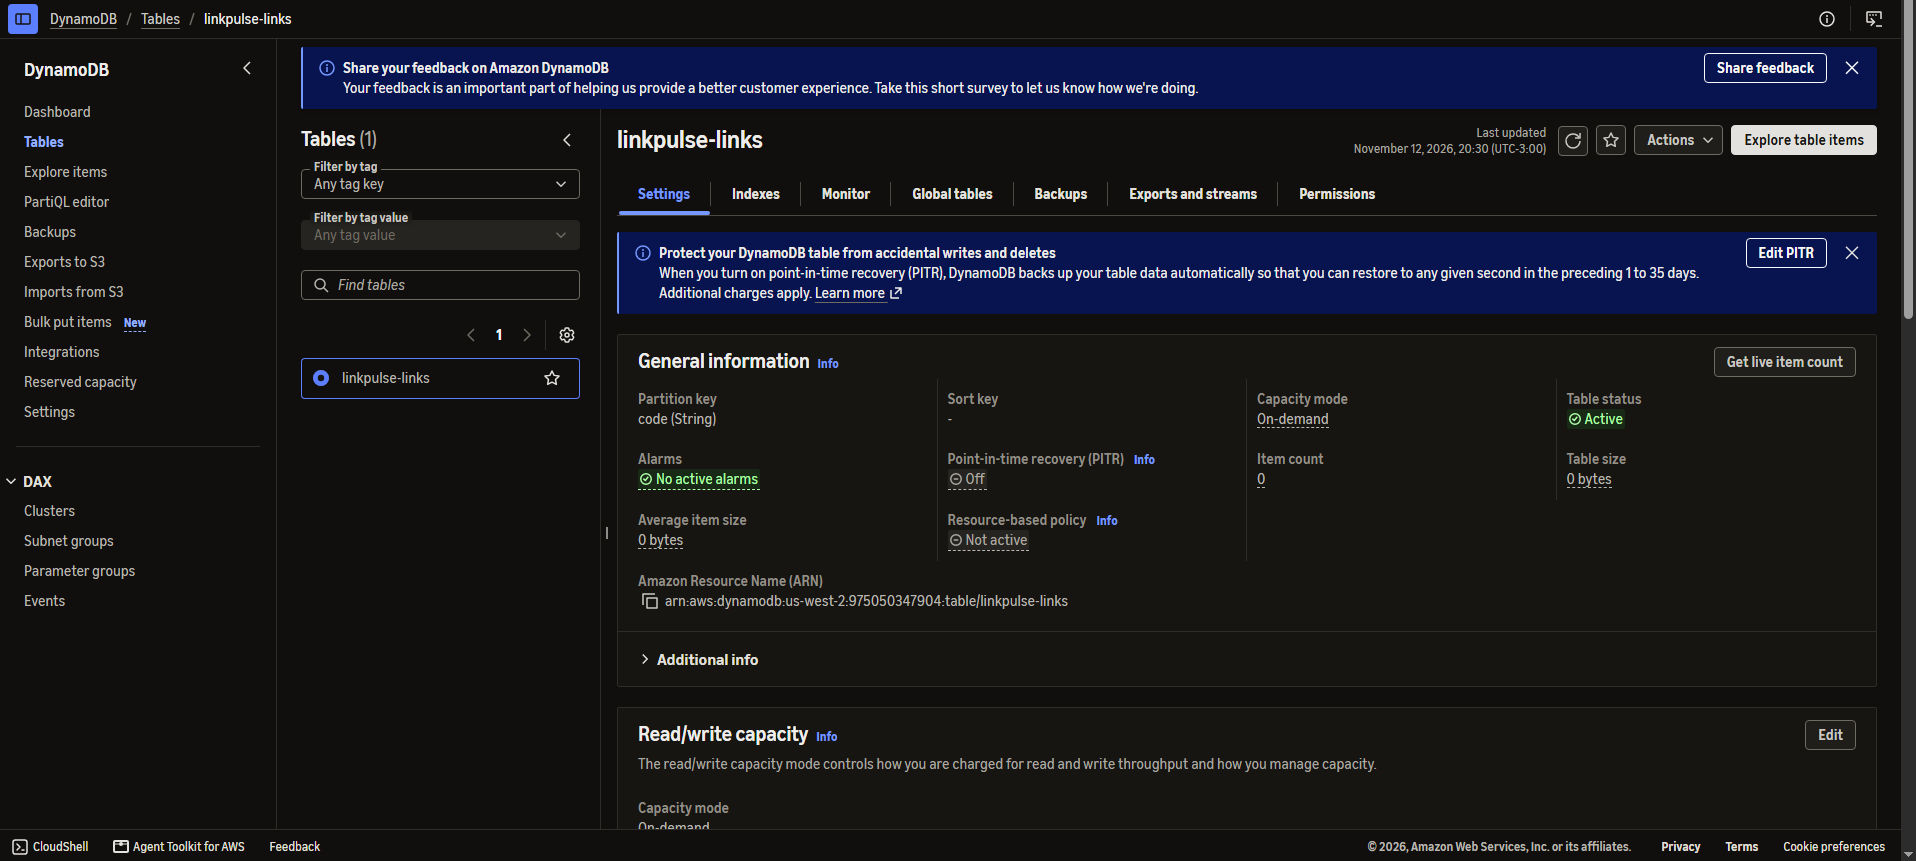 DynamoDB / Tables / linkpulse-links
DynamoDB
Dashboard
Tables
Explore items
PartiQL editor
Backups
Exports to S3
Imports from S3
Bulk put items New
Integrations
Reserved capacity
Settings
DAX
Clusters
Subnet groups
Parameter groups
Events
Share your feedback on Amazon DynamoDB
Your feedback is an important part of helping us provide a better customer experience. Take this short survey to let us know how we're doing.
Share feedback
Tables (1)
Filter by tag
Any tag key
Filter by tag value
Any tag value
Find tables
1
linkpulse-links
linkpulse-links
Last updated
November 12, 2026, 20:30 (UTC-3:00)
Actions
Explore table items
Settings
Indexes
Monitor
Global tables
Backups
Exports and streams
Permissions
Protect your DynamoDB table from accidental writes and deletes
When you turn on point-in-time recovery (PITR), DynamoDB backs up your table data automatically so that you can restore to any given second in the preceding 1 to 35 days.
Additional charges apply. Learn more
Edit PITR
General information Info
Get live item count
Partition key
code (String)
Sort key
-
Capacity mode
On-demand
Table status
Active
Alarms
No active alarms
Point-in-time recovery (PITR) Info
Off
Item count
0
Table size
0 bytes
Average item size
0 bytes
Resource-based policy Info
Not active
Amazon Resource Name (ARN)
arn:aws:dynamodb:us-west-2:975050347904:table/linkpulse-links
Additional info
Read/write capacity Info
Edit
The read/write capacity mode controls how you are charged for read and write throughput and how you manage capacity.
Capacity mode
On-demand
CloudShell
Agent Toolkit for AWS
Feedback
© 2026, Amazon Web Services, Inc. or its affiliates.
Privacy
Terms
Cookie preferences